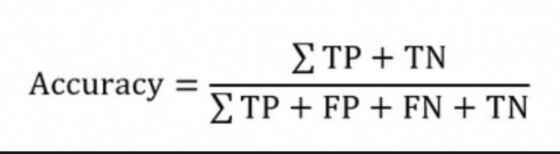 Accuracy = ∑ TP + TN / ∑ TP + FP + FN + TN